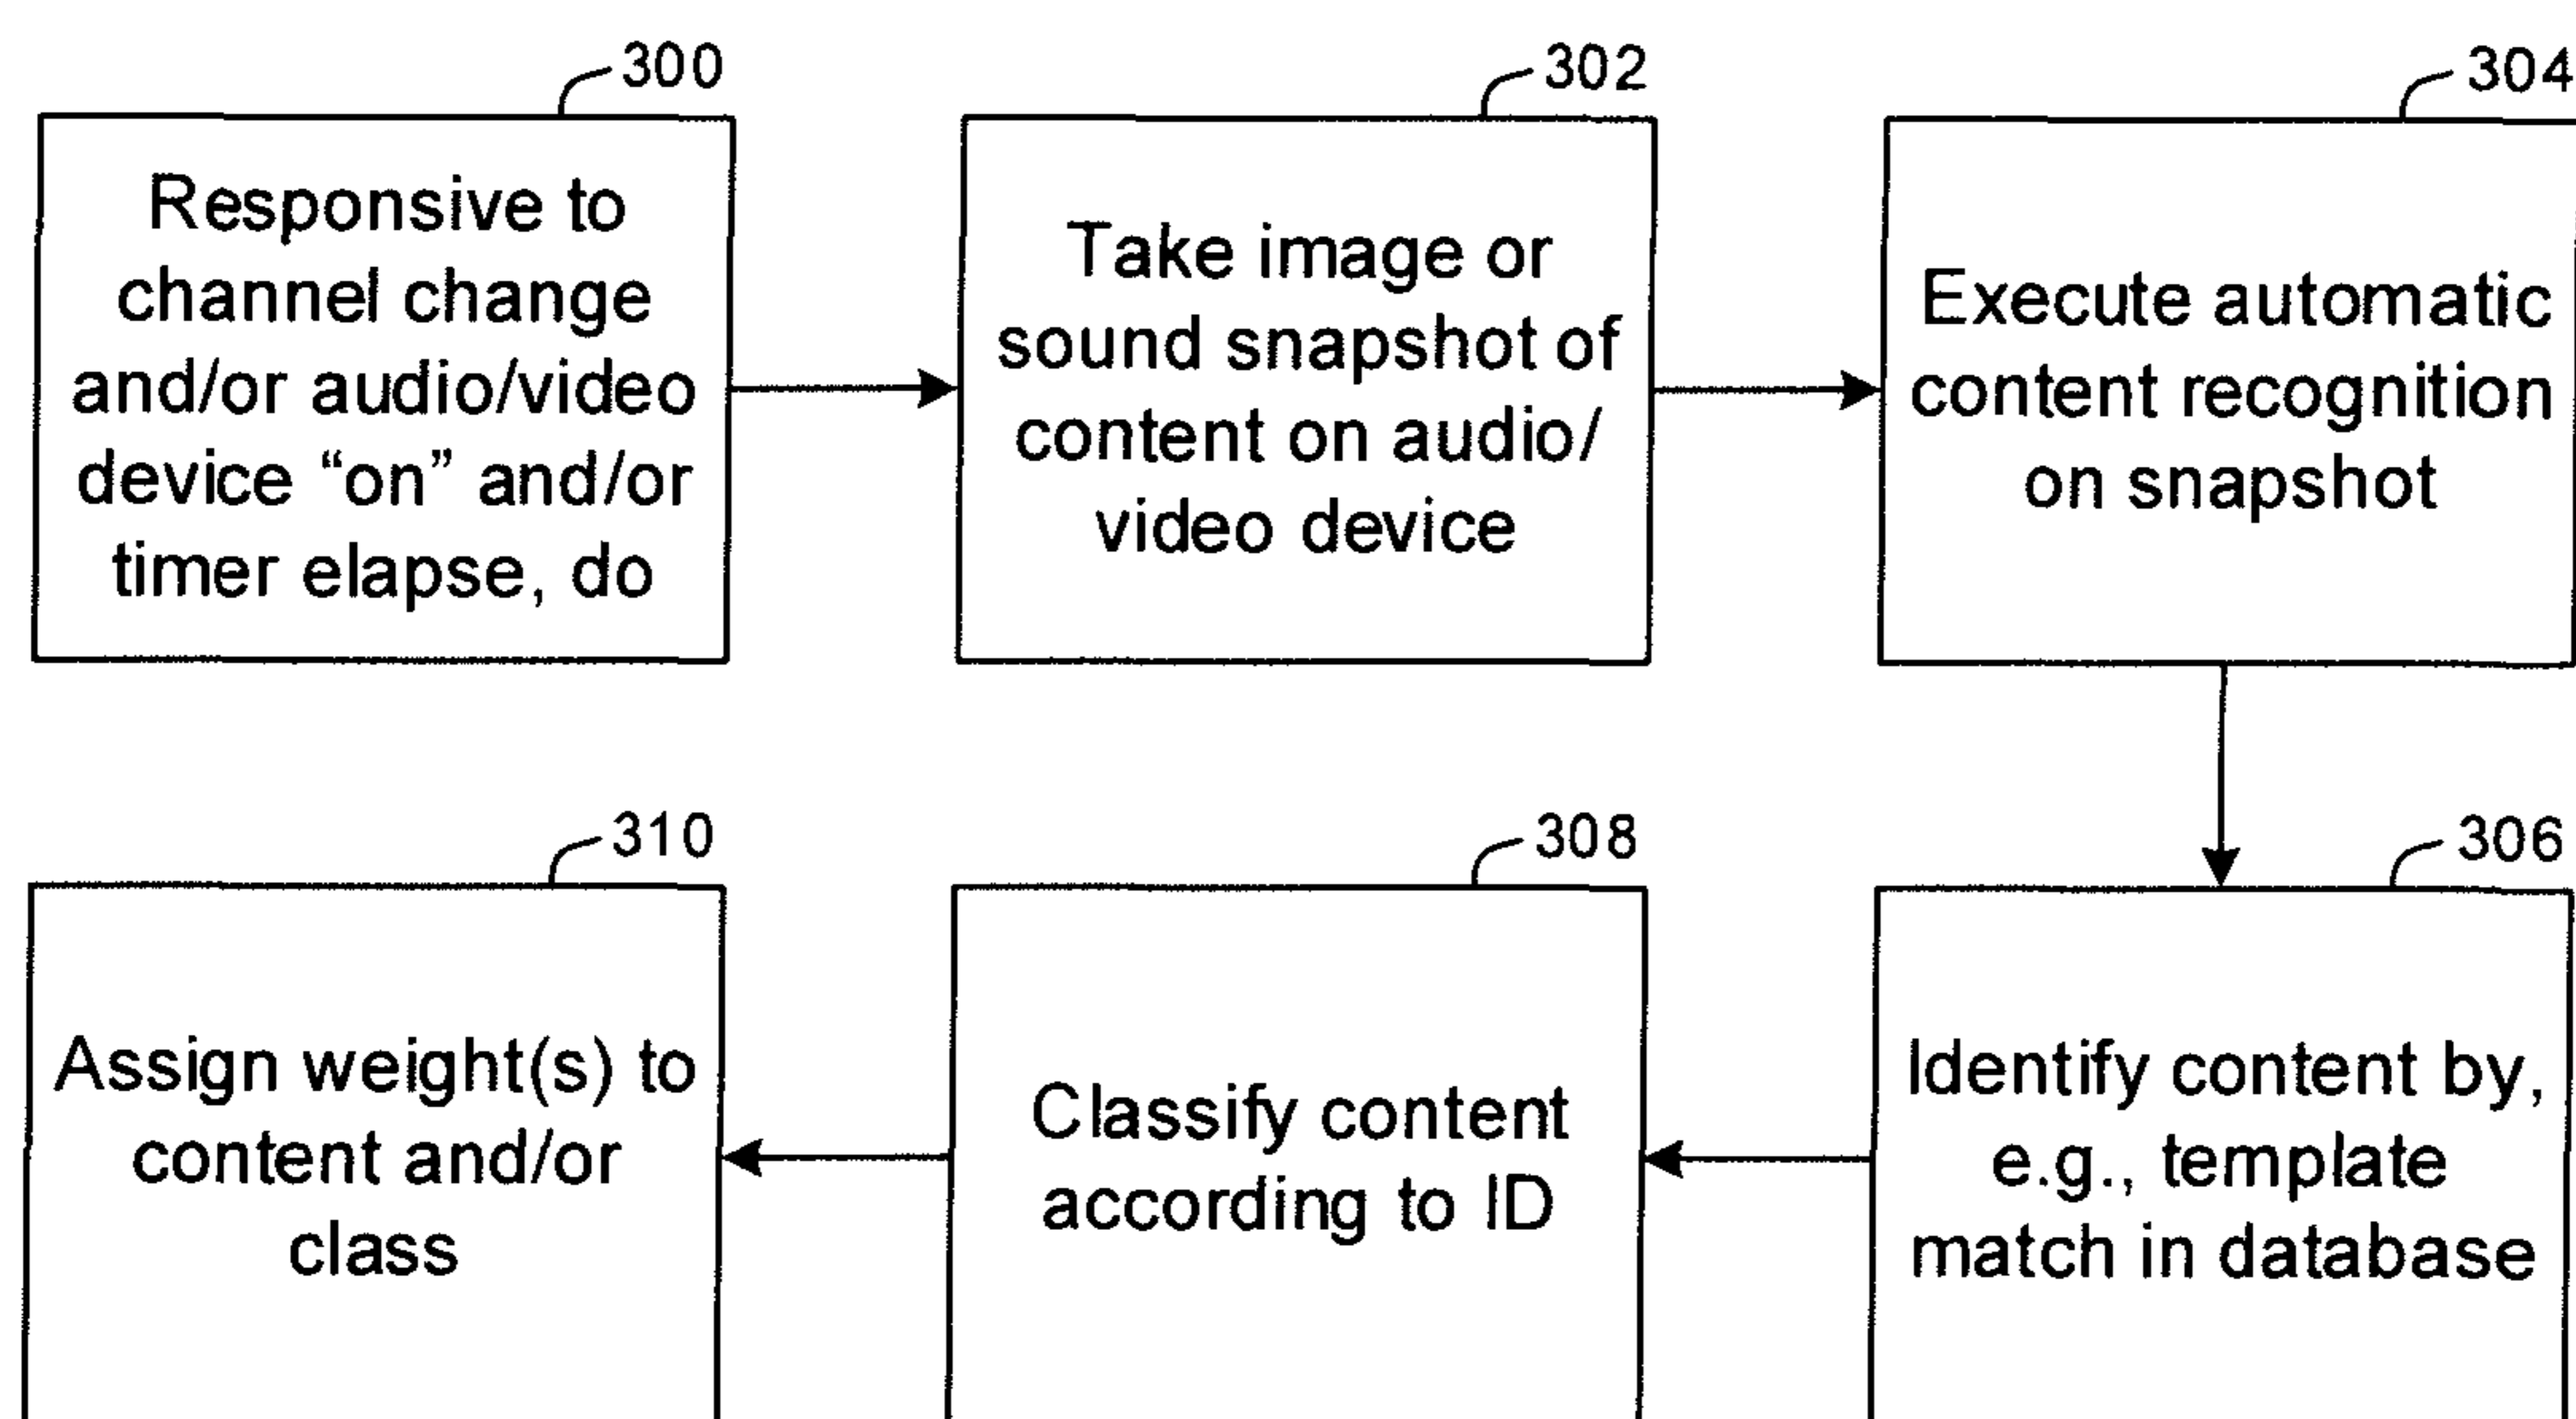 300
Responsive to
channel change
and/or audio/video
device “on” and/or
timer elapse, do
302
Take image or
sound snapshot of
content on audio/
video device
304
Execute automatic
content recognition
on snapshot
306
Identify content by,
e.g., template
match in database
308
Classify content
according to ID
310
Assign weight(s) to
content and/or
class